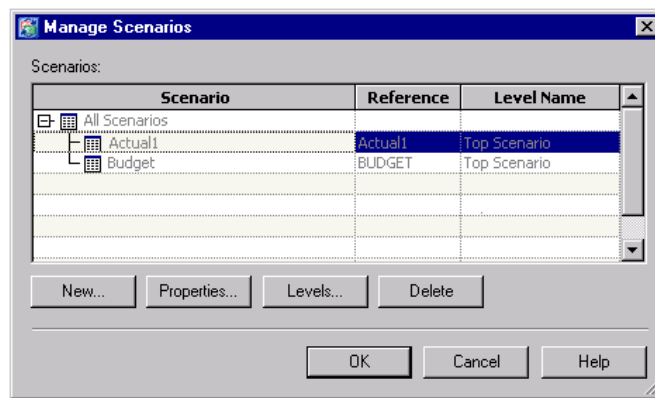 Manage Scenarios
Scenarios:
Scenario Reference Level Name
All Scenarios
Actual1 Actual1 Top Scenario
Budget BUDGET Top Scenario
New... Properties... Levels... Delete
OK Cancel Help